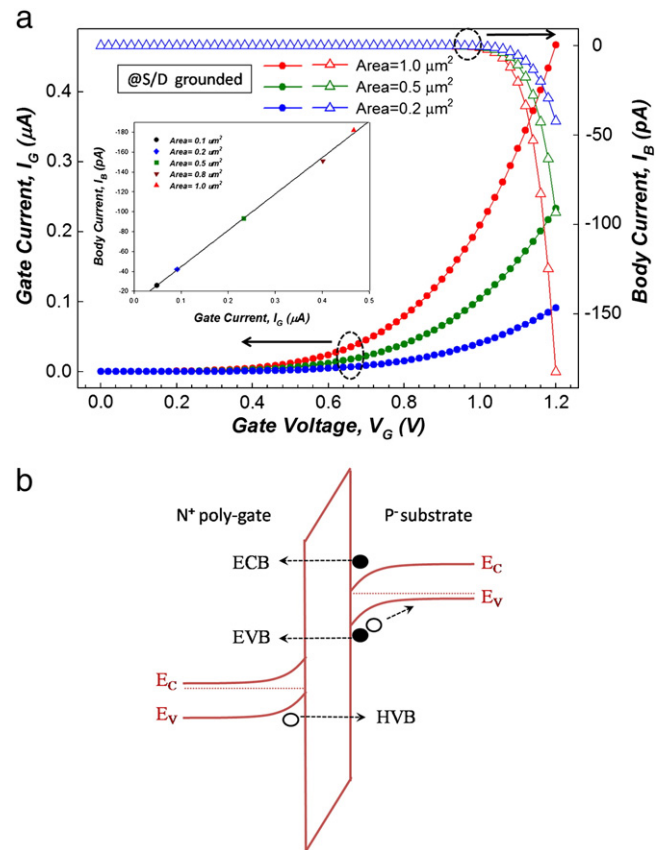 a
@S/D grounded
Area=1.0 μm²
Area=0.5 μm²
Area=0.2 μm²
Gate Current, I_G (μA)
0.4
0.3
0.2
0.1
0.0
Body Current, I_B (pA)
0
-50
-100
-150
0.0 0.2 0.4 0.6 0.8 1.0 1.2
Gate Voltage, V_G (V)
Area= 0.1 um²
Area= 0.2 um²
Area= 0.5 um²
Area= 0.8 um²
Area= 1.0 um²
Body Current, I_B (pA)
-180
-160
-140
-120
-100
-80
-60
-40
-20
0.0 0.1 0.2 0.3 0.4 0.5
Gate Current, I_G (μA)
b
N⁺ poly-gate P⁻ substrate
ECB
E_C
E_V
EVB
E_C
E_V
HVB